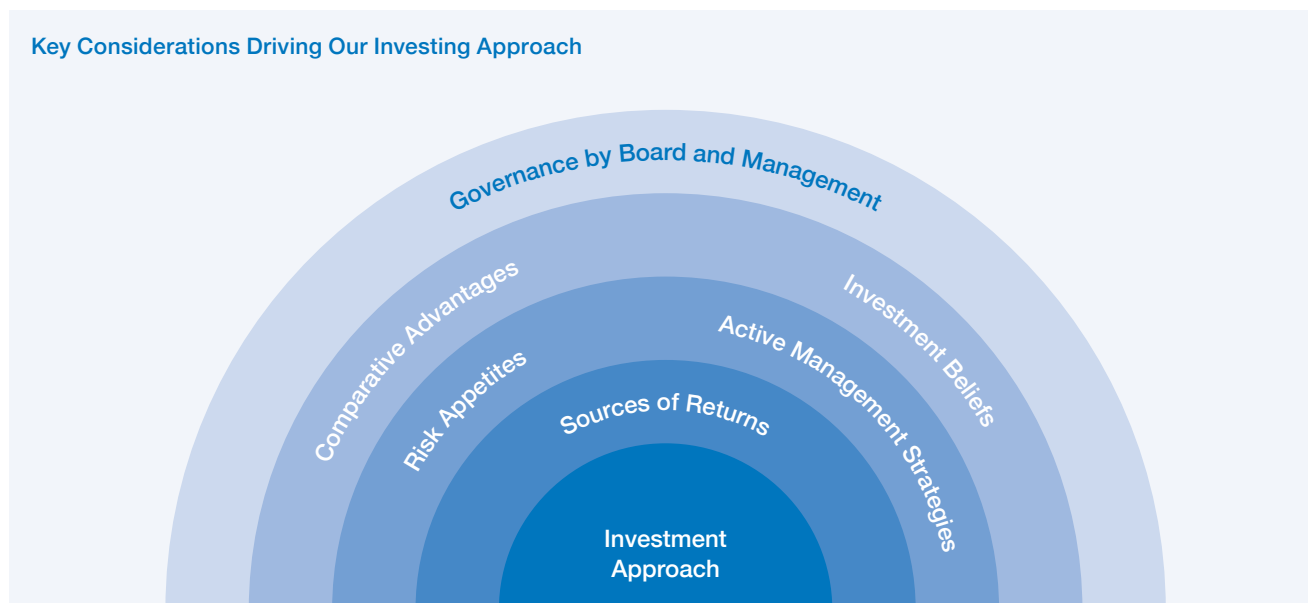 Key Considerations Driving Our Investing Approach
Governance by Board and Management
Comparative Advantages
Investment Beliefs
Risk Appetites
Active Management Strategies
Sources of Returns
Investment
Approach